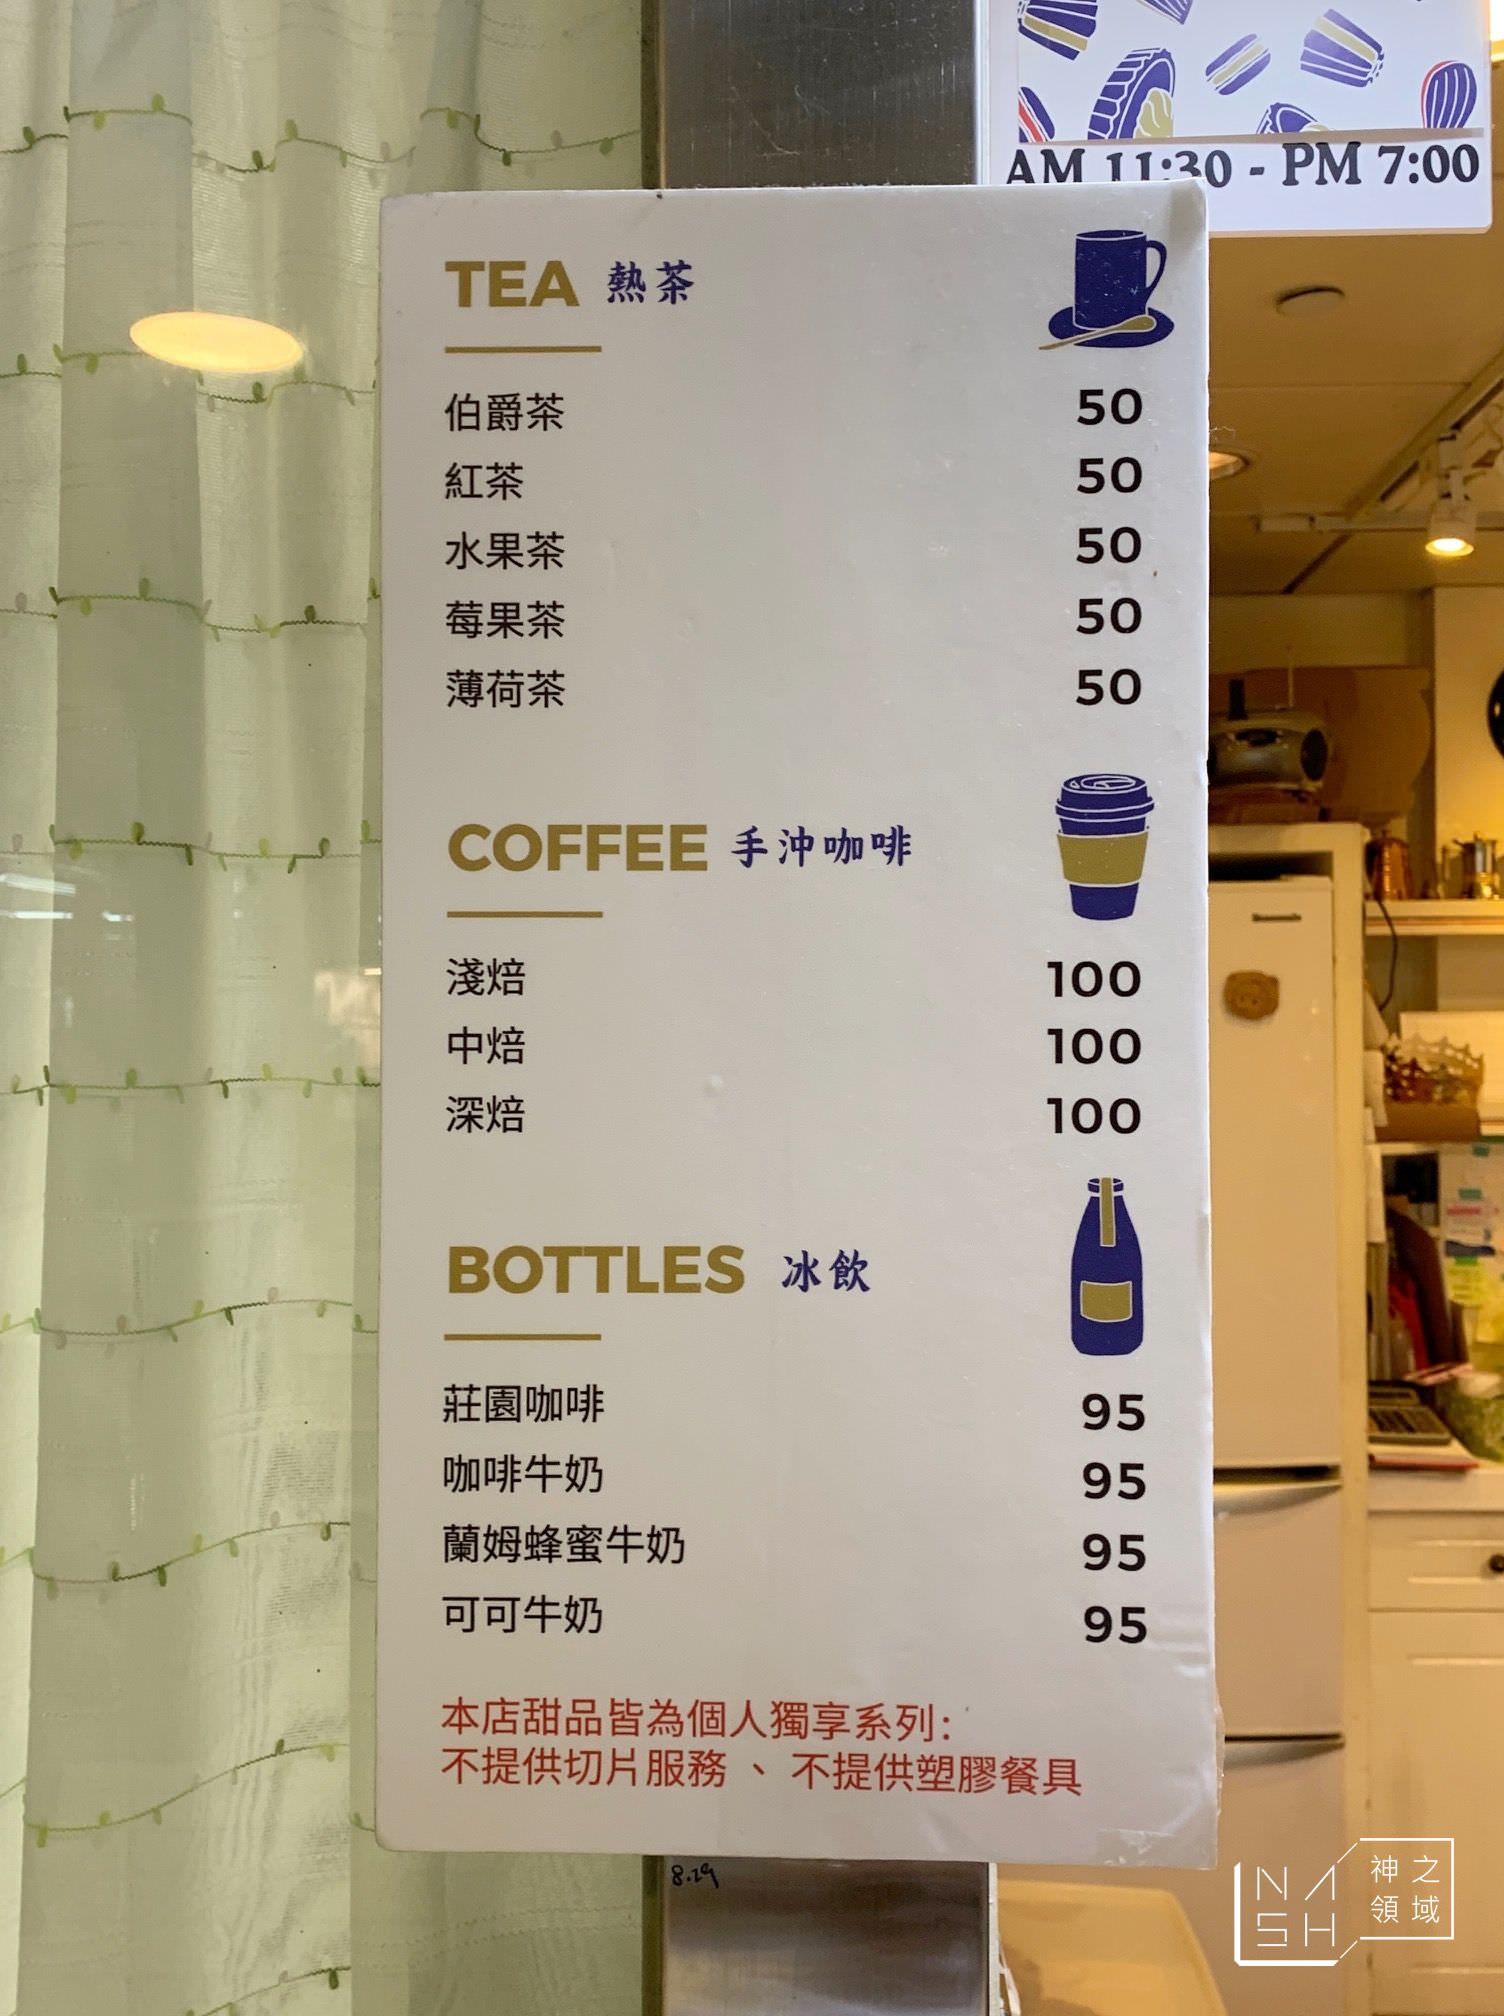 AM 11:30 - PM 7:00
TEA 熱茶
伯爵茶 50
紅茶 50
水果茶 50
莓果茶 50
薄荷茶 50
COFFEE 手沖咖啡
淺焙 100
中焙 100
深焙 100
BOTTLES 冰飲
莊園咖啡 95
咖啡牛奶 95
蘭姆蜂蜜牛奶 95
可可牛奶 95
本店甜品皆為個人獨享系列:
不提供切片服務、不提供塑膠餐具
8.29
NASH 神之領域